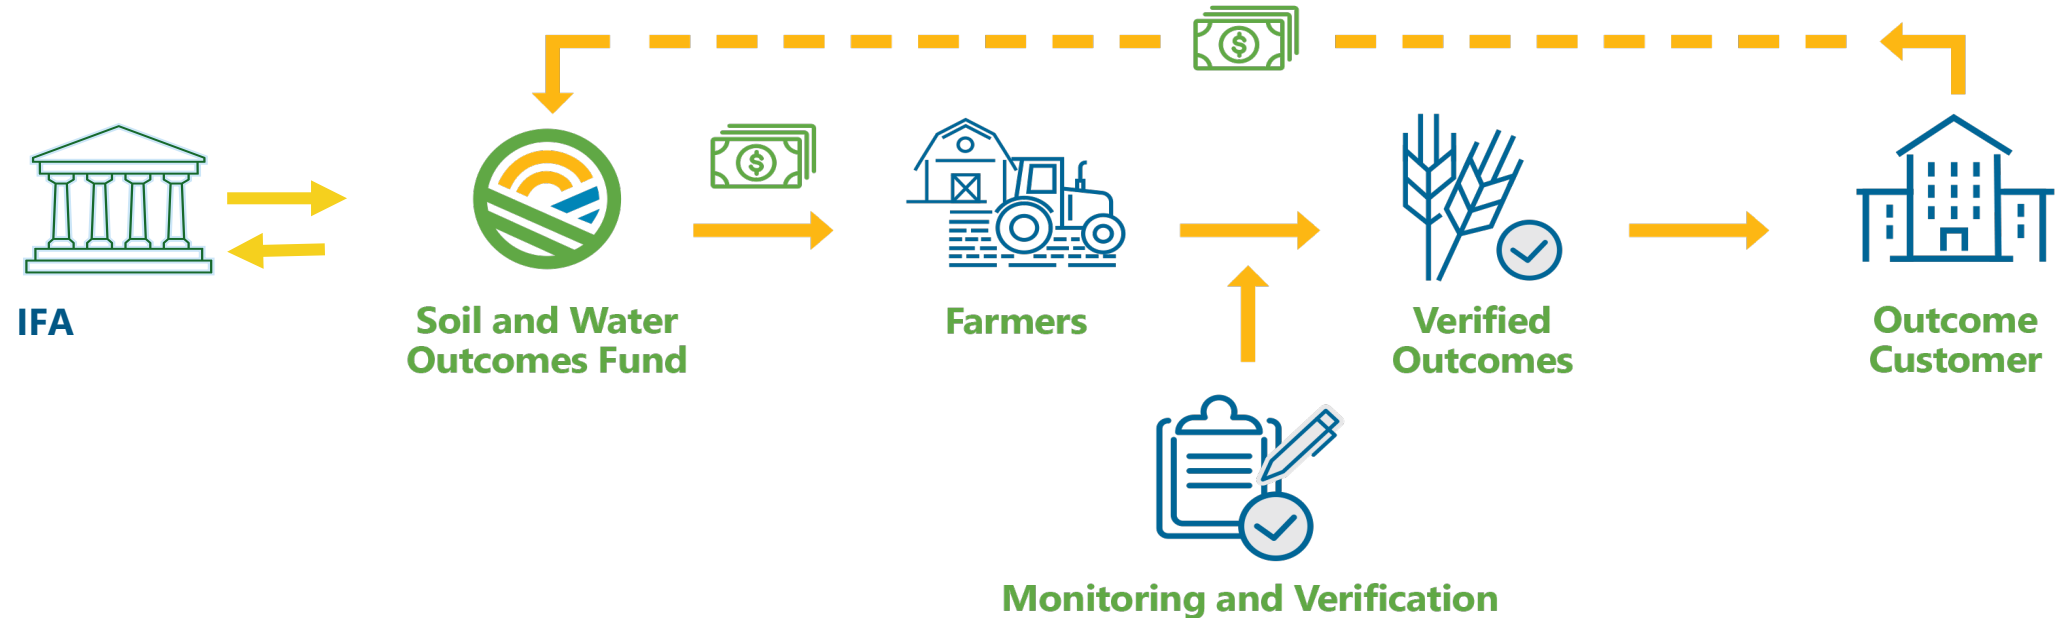 IFA
Soil and Water
Outcomes Fund
Farmers
Verified
Outcomes
Outcome
Customer
Monitoring and Verification
$
$